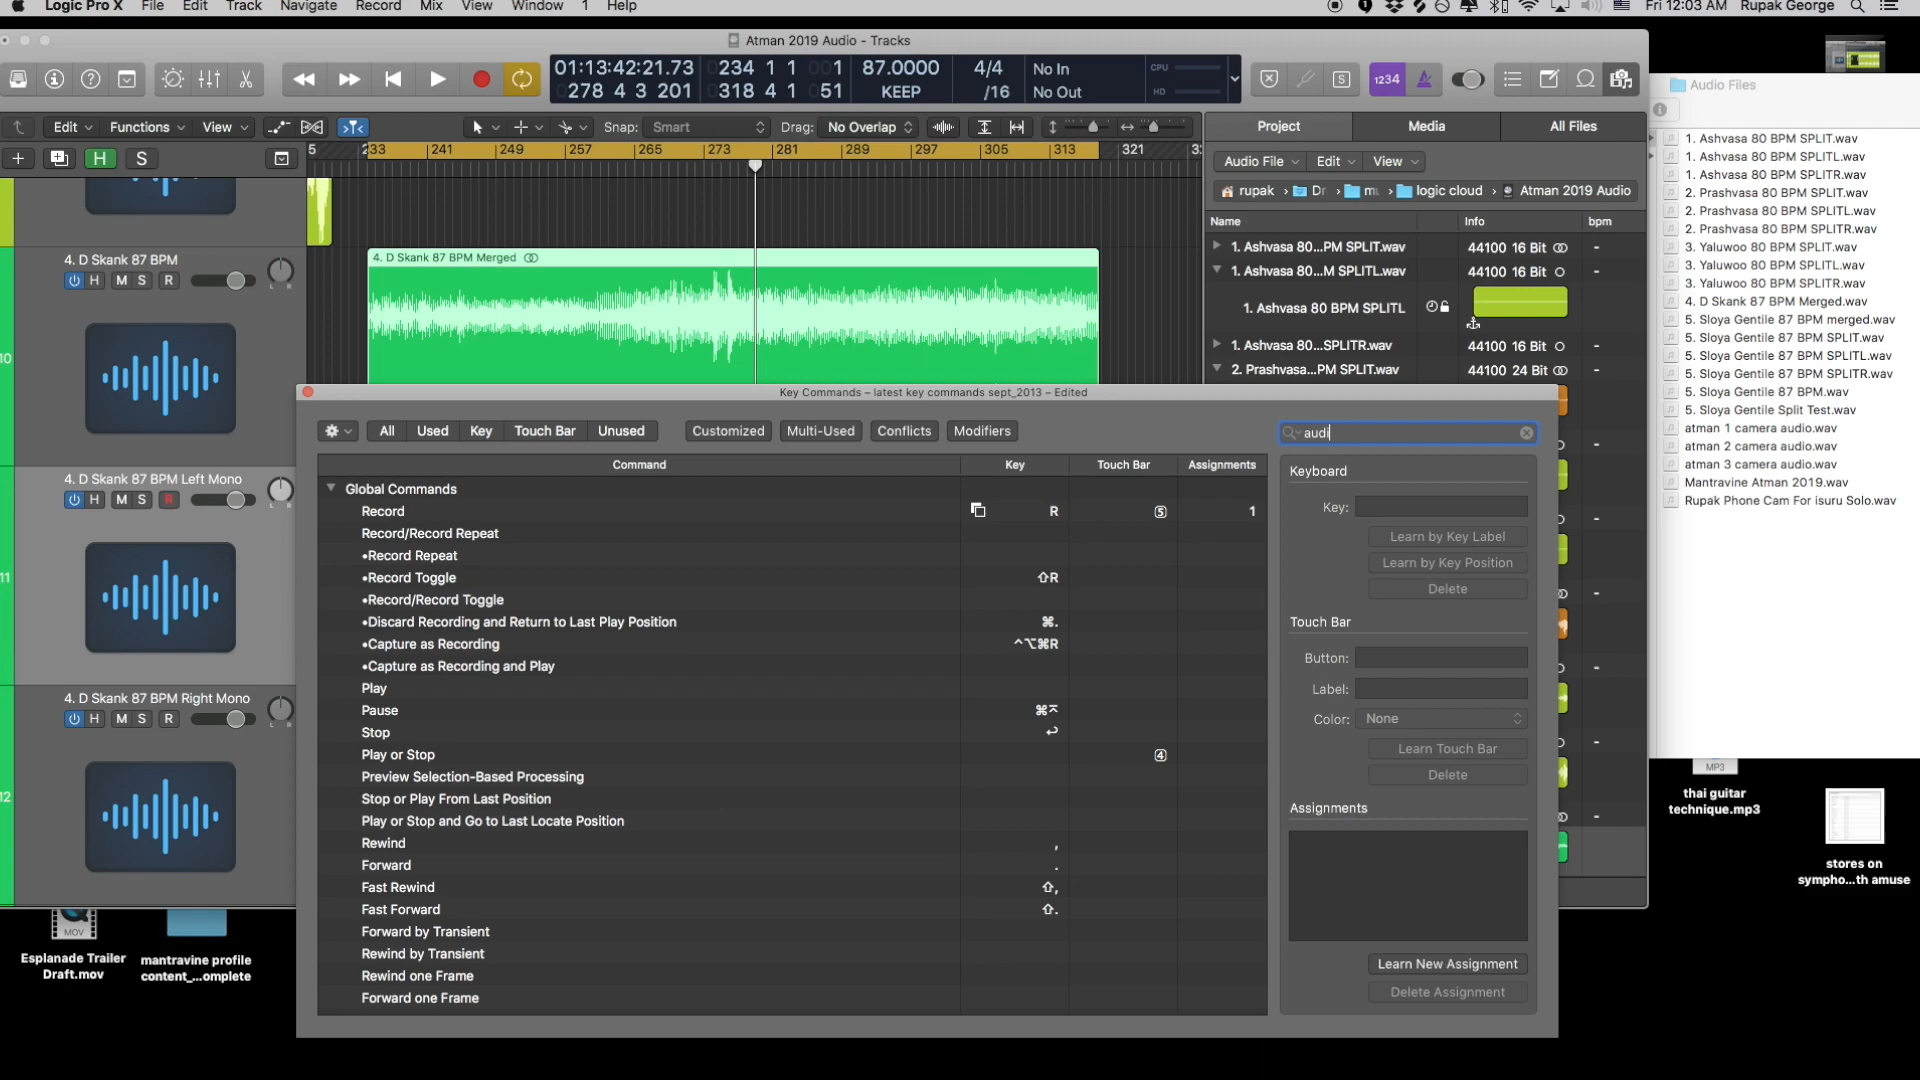 Logic Pro X File Edit Track Navigate Record Mix View Window 1 Help
Fri 12:03 AM Rupak George
Atman 2019 Audio - Tracks
01:13:42:21.73 234 1 1 001 87.0000 4/4 No In CPU
278 4 3 201 318 4 1 051 KEEP /16 No Out HD
1234
S
Edit Functions View
Snap: Smart Drag: No Overlap
Project Media All Files
H S
5 233 241 249 257 265 273 281 289 297 305 313 321
Audio File Edit View
rupak Dr logic cloud Atman 2019 Audio
Name Info bpm
1. Ashvasa 80...PM SPLIT.wav 44100 16 Bit -
1. Ashvasa 80...M SPLITL.wav 44100 16 Bit -
1. Ashvasa 80 BPM SPLITL
1. Ashvasa 80...SPLITR.wav 44100 16 Bit -
2. Prashvasa...PM SPLIT.wav 44100 24 Bit -
4. D Skank 87 BPM
H M S R
L R
4. D Skank 87 BPM Merged
10
4. D Skank 87 BPM Left Mono
H M S R
L R
11
4. D Skank 87 BPM Right Mono
H M S R
L R
12
Audio Files
1. Ashvasa 80 BPM SPLIT.wav
1. Ashvasa 80 BPM SPLITL.wav
1. Ashvasa 80 BPM SPLITR.wav
2. Prashvasa 80 BPM SPLIT.wav
2. Prashvasa 80 BPM SPLITL.wav
2. Prashvasa 80 BPM SPLITR.wav
3. Yaluwoo 80 BPM SPLIT.wav
3. Yaluwoo 80 BPM SPLITL.wav
3. Yaluwoo 80 BPM SPLITR.wav
4. D Skank 87 BPM Merged.wav
5. Sloya Gentile 87 BPM merged.wav
5. Sloya Gentile 87 BPM SPLIT.wav
5. Sloya Gentile 87 BPM SPLITL.wav
5. Sloya Gentile 87 BPM SPLITR.wav
5. Sloya Gentile 87 BPM.wav
5. Sloya Gentile Split Test.wav
atman 1 camera audio.wav
atman 2 camera audio.wav
atman 3 camera audio.wav
Mantravine Atman 2019.wav
Rupak Phone Cam For isuru Solo.wav
Key Commands – latest key commands sept_2013 – Edited
All Used Key Touch Bar Unused Customized Multi-Used Conflicts Modifiers
audi
Command Key Touch Bar Assignments
Global Commands
Record R 5 1
Record/Record Repeat
•Record Repeat
•Record Toggle ⇧R
•Record/Record Toggle
•Discard Recording and Return to Last Play Position ⌘.
•Capture as Recording ^⌥⌘R
•Capture as Recording and Play
Play
Pause ⌘⌤
Stop ↩
Play or Stop 4
Preview Selection-Based Processing
Stop or Play From Last Position
Play or Stop and Go to Last Locate Position
Rewind ,
Forward .
Fast Rewind ⇧,
Fast Forward ⇧.
Forward by Transient
Rewind by Transient
Rewind one Frame
Forward one Frame
Keyboard
Key:
Learn by Key Label
Learn by Key Position
Delete
Touch Bar
Button:
Label:
Color: None
Learn Touch Bar
Delete
Assignments
Learn New Assignment
Delete Assignment
MOV
Esplanade Trailer
Draft.mov
mantravine profile
content_...omplete
MP3
thai guitar
technique.mp3
stores on
sympho...th amuse